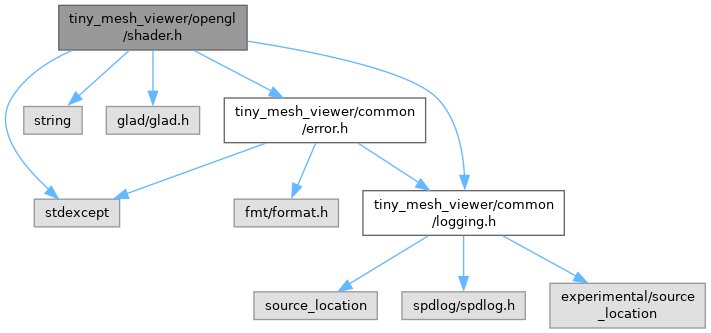 tiny_mesh_viewer/opengl
/shader.h
string
glad/glad.h
tiny_mesh_viewer/common
/error.h
stdexcept
fmt/format.h
tiny_mesh_viewer/common
/logging.h
source_location
spdlog/spdlog.h
experimental/source
_location